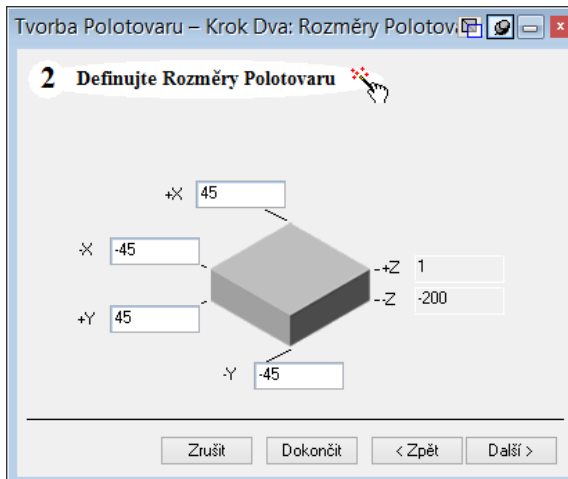 Tvorba Polotovaru – Krok Dva: Rozměry Polotov
2 Definujte Rozměry Polotovaru
+X 45
-X -45
+Z 1
-Z -200
+Y 45
-Y -45
Zrušit Dokončit < Zpět Další >